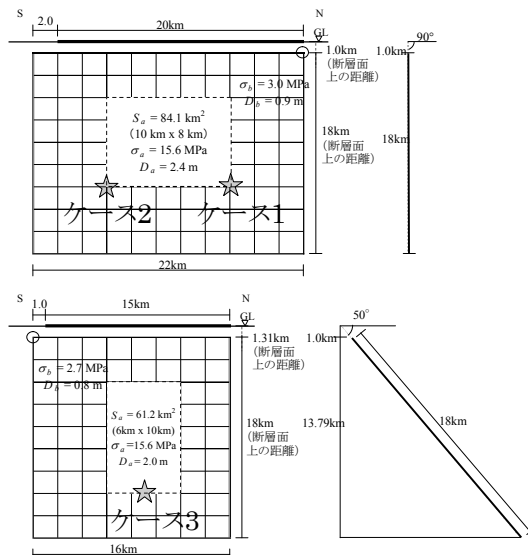 S
N
2.0
20km
GL
1.0km
(断層面
上の距離)
1.0km
90°
σb = 3.0 MPa
Db = 0.9 m
Sa = 84.1 km²
(10 km x 8 km)
σa = 15.6 MPa
Da = 2.4 m
18km
(断層面
上の距離)
18km
ケース2
ケース1
22km
S
N
1.0
15km
GL
1.31km
(断層面
上の距離)
1.0km
50°
σb = 2.7 MPa
Db = 0.8 m
Sa = 61.2 km²
(6km x 10km)
σa =15.6 MPa
Da = 2.0 m
18km
(断層面
上の距離)
13.79km
18km
ケース3
16km